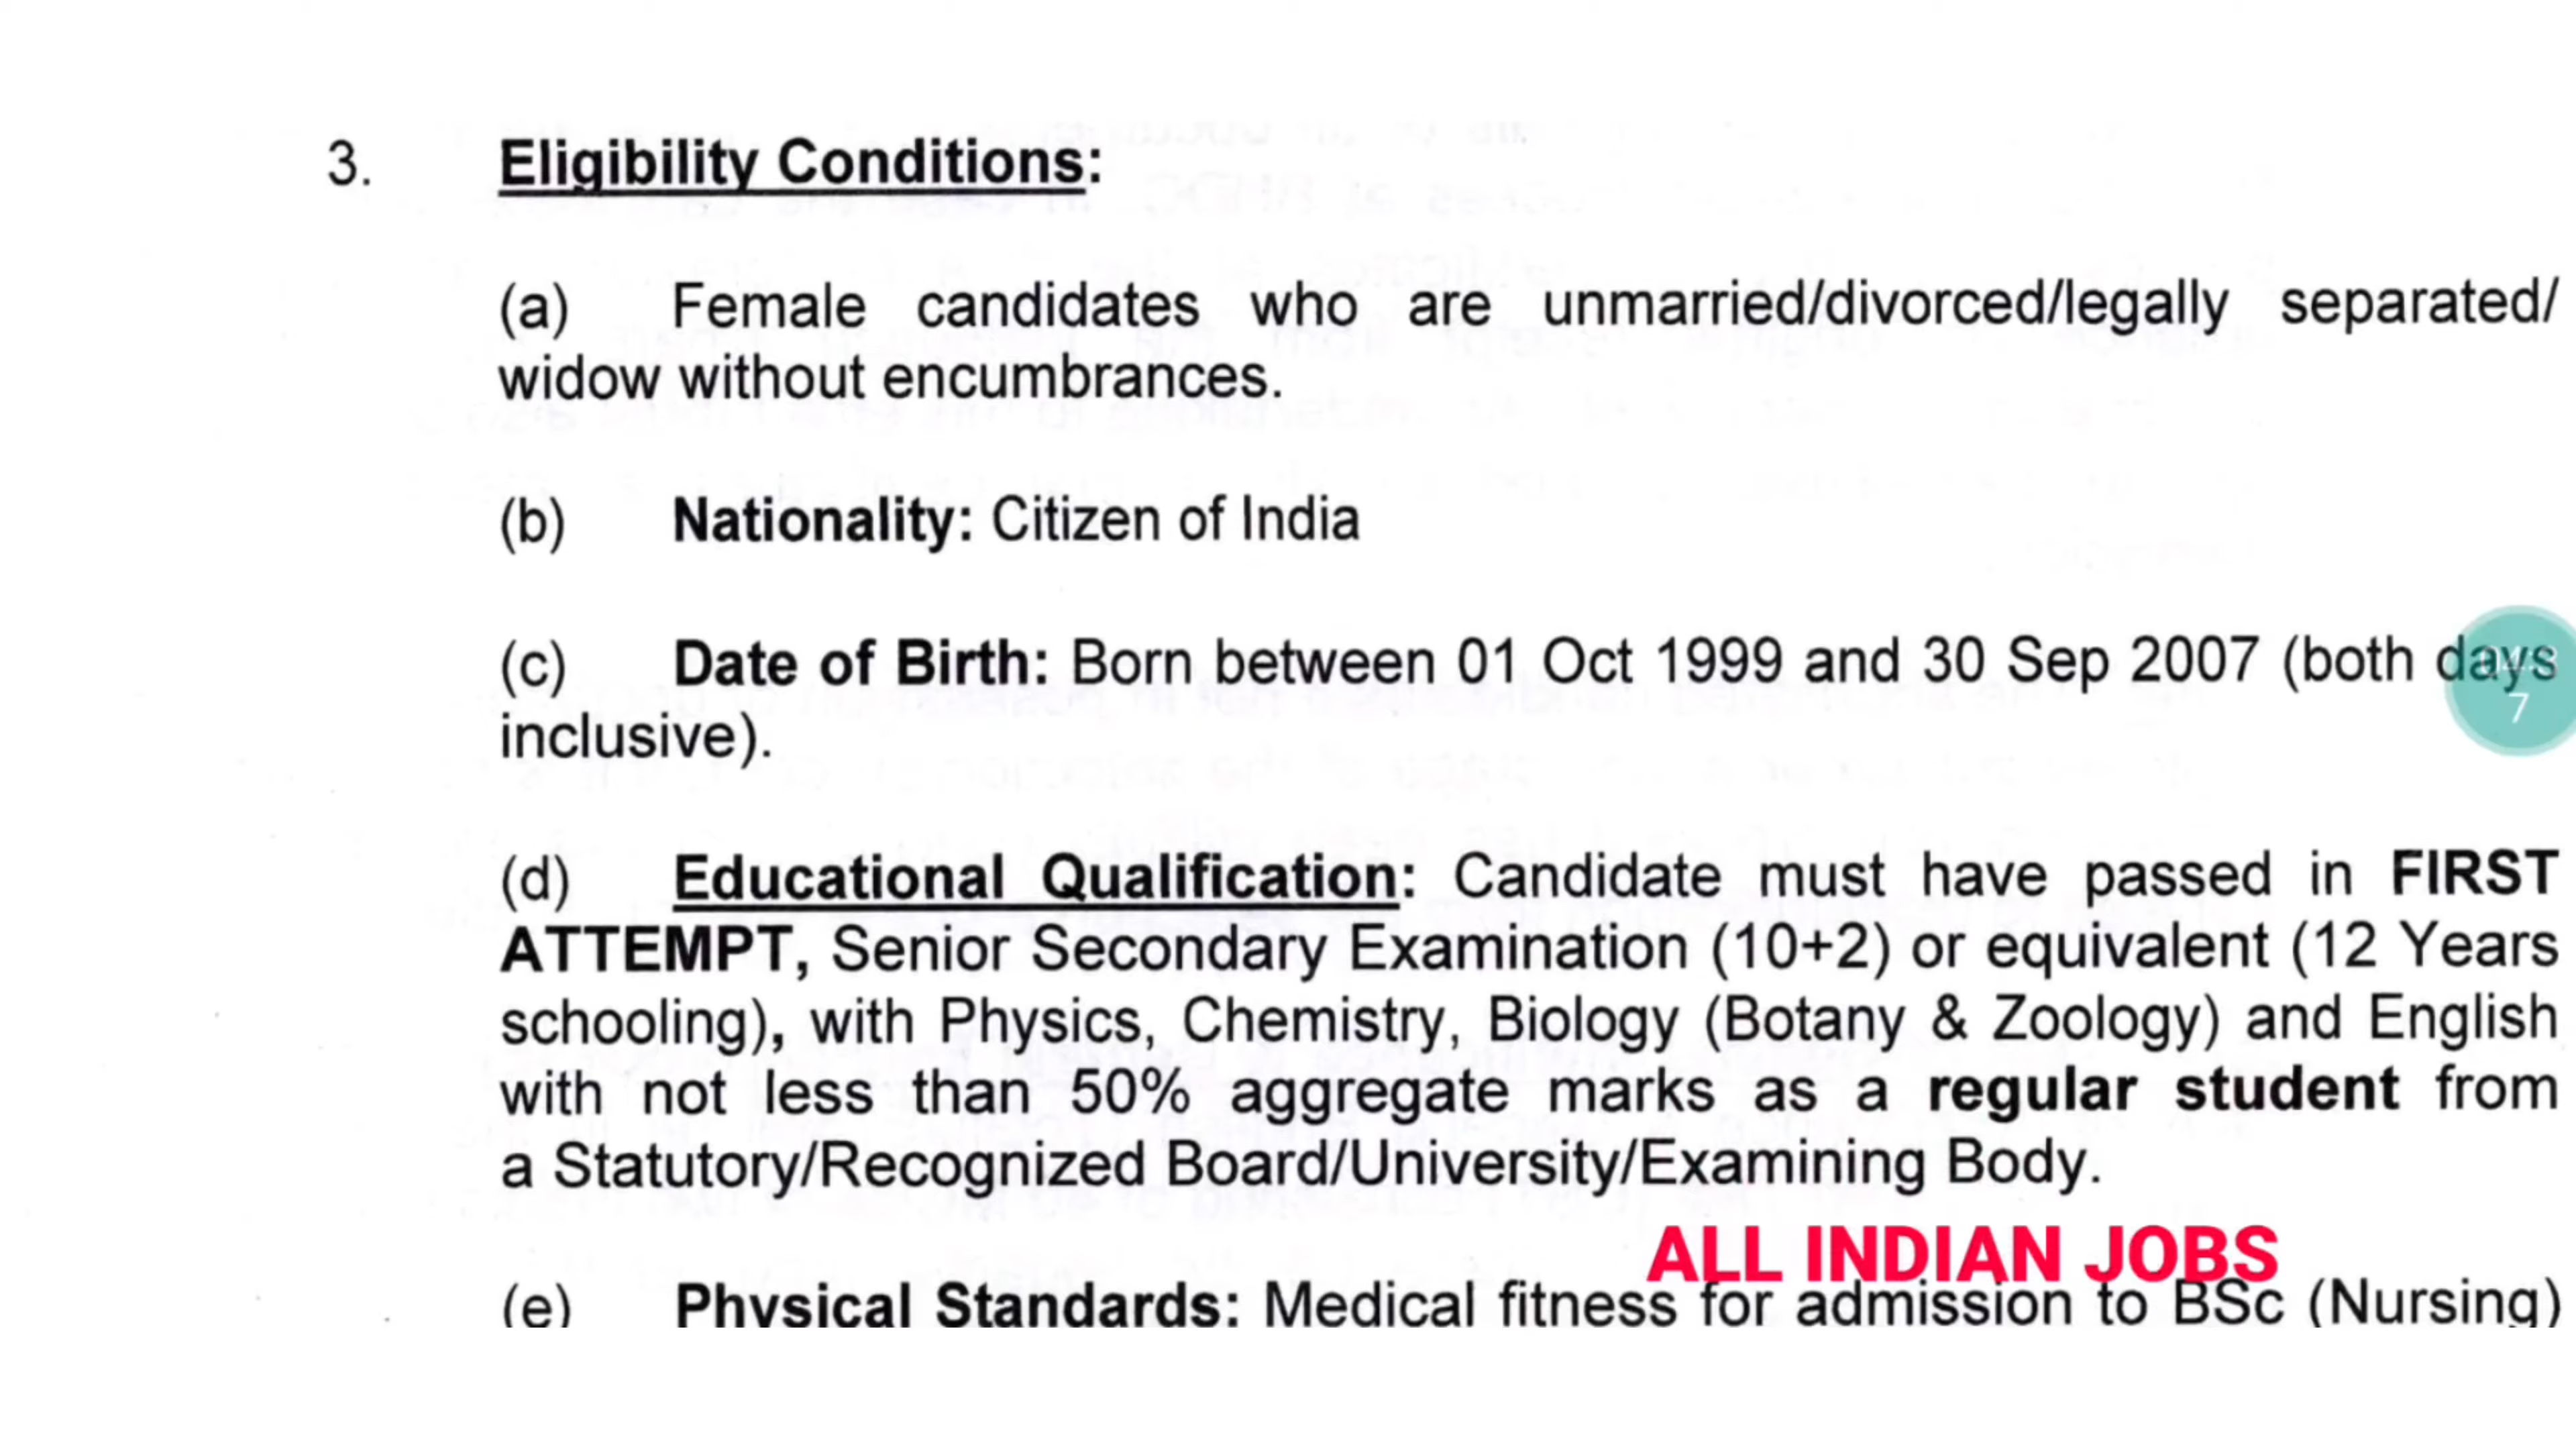 3. Eligibility Conditions:
(a) Female candidates who are unmarried/divorced/legally separated/
widow without encumbrances.
(b) Nationality: Citizen of India
(c) Date of Birth: Born between 01 Oct 1999 and 30 Sep 2007 (both days
inclusive).
7
(d) Educational Qualification: Candidate must have passed in FIRST
ATTEMPT, Senior Secondary Examination (10+2) or equivalent (12 Years
schooling), with Physics, Chemistry, Biology (Botany & Zoology) and English
with not less than 50% aggregate marks as a regular student from
a Statutory/Recognized Board/University/Examining Body.
ALL INDIAN JOBS
(e) Physical Standards: Medical fitness for admission to BSc (Nursing)